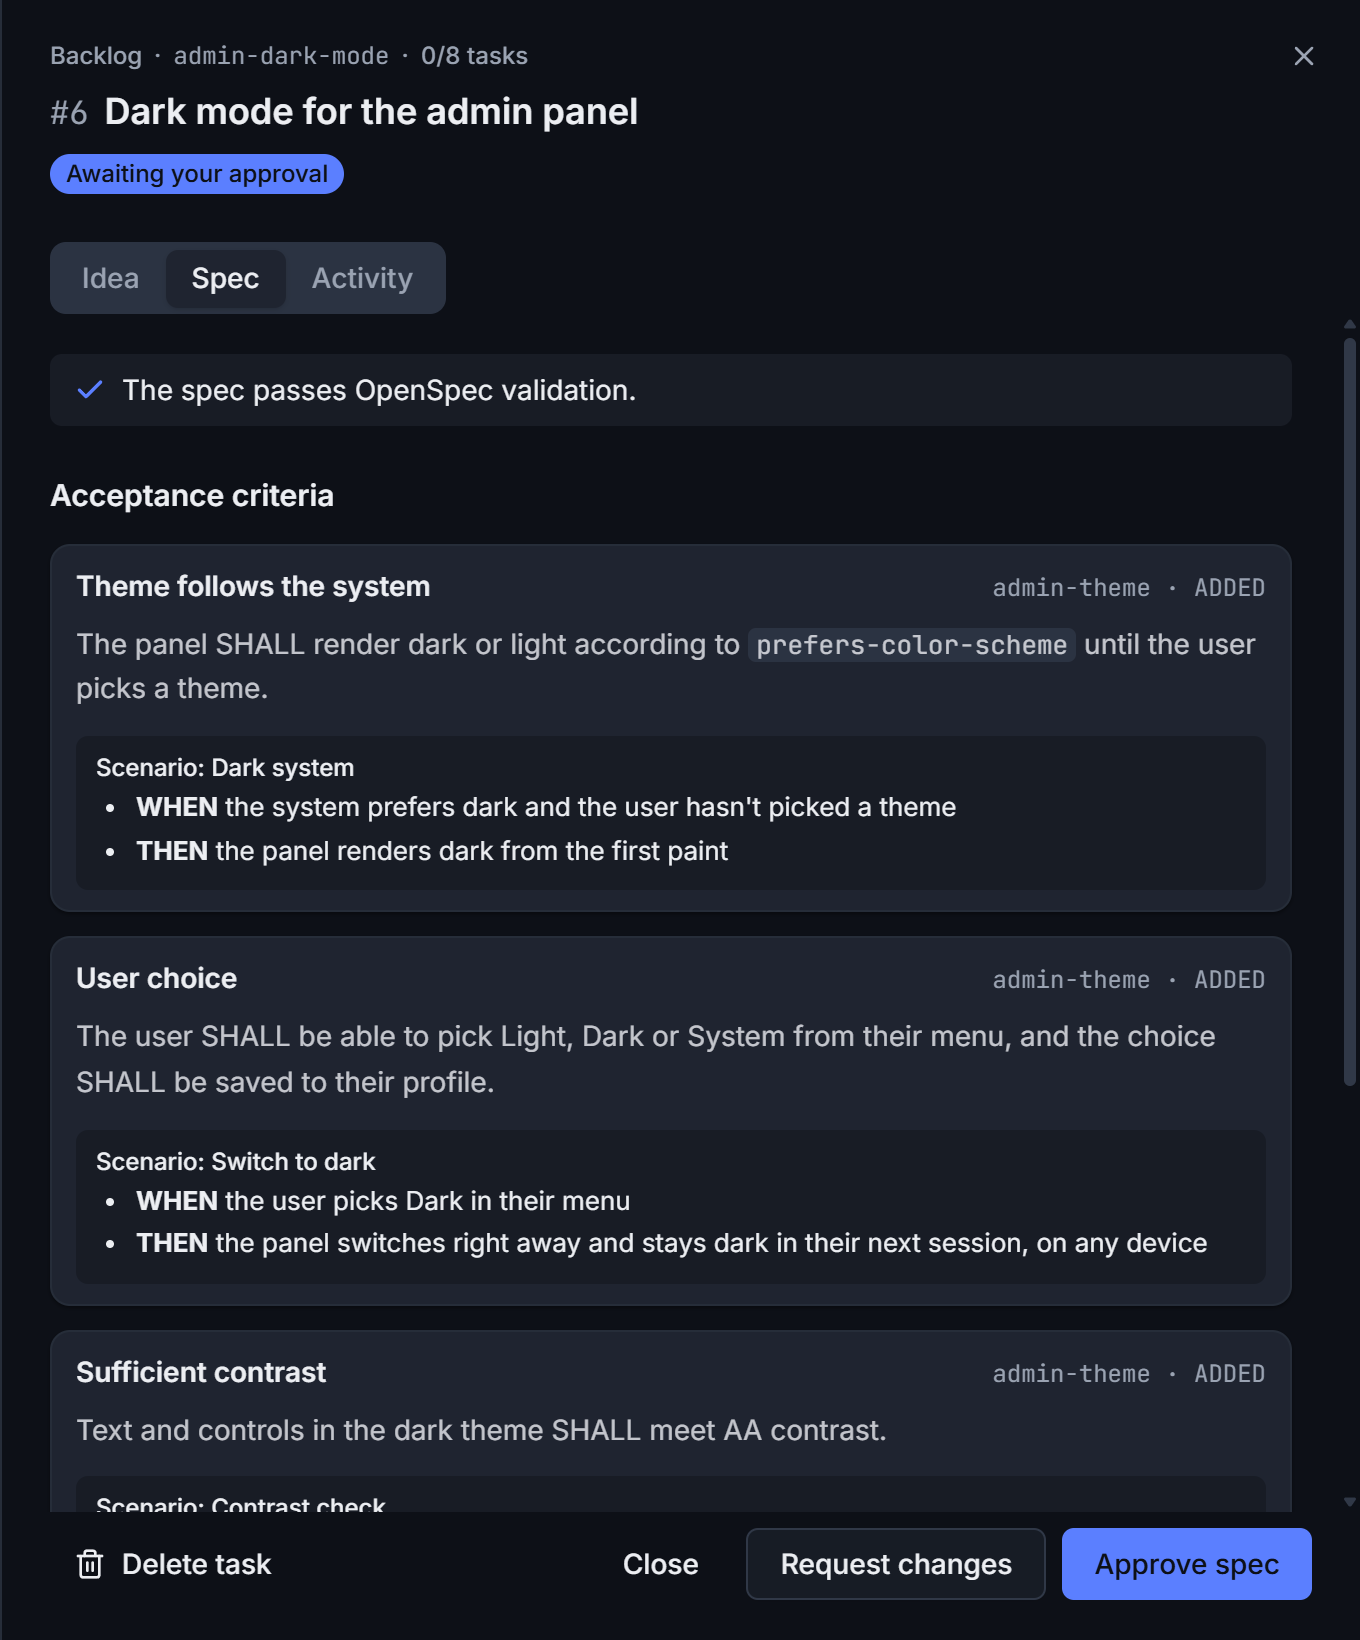 Backlog · admin-dark-mode · 0/8 tasks
#6 Dark mode for the admin panel
Awaiting your approval
Idea Spec Activity
The spec passes OpenSpec validation.
Acceptance criteria
Theme follows the system admin-theme · ADDED
The panel SHALL render dark or light according to prefers-color-scheme until the user
picks a theme.
Scenario: Dark system
• WHEN the system prefers dark and the user hasn't picked a theme
• THEN the panel renders dark from the first paint
User choice admin-theme · ADDED
The user SHALL be able to pick Light, Dark or System from their menu, and the choice
SHALL be saved to their profile.
Scenario: Switch to dark
• WHEN the user picks Dark in their menu
• THEN the panel switches right away and stays dark in their next session, on any device
Sufficient contrast admin-theme · ADDED
Text and controls in the dark theme SHALL meet AA contrast.
Scenario: Contrast check
Delete task Close Request changes Approve spec